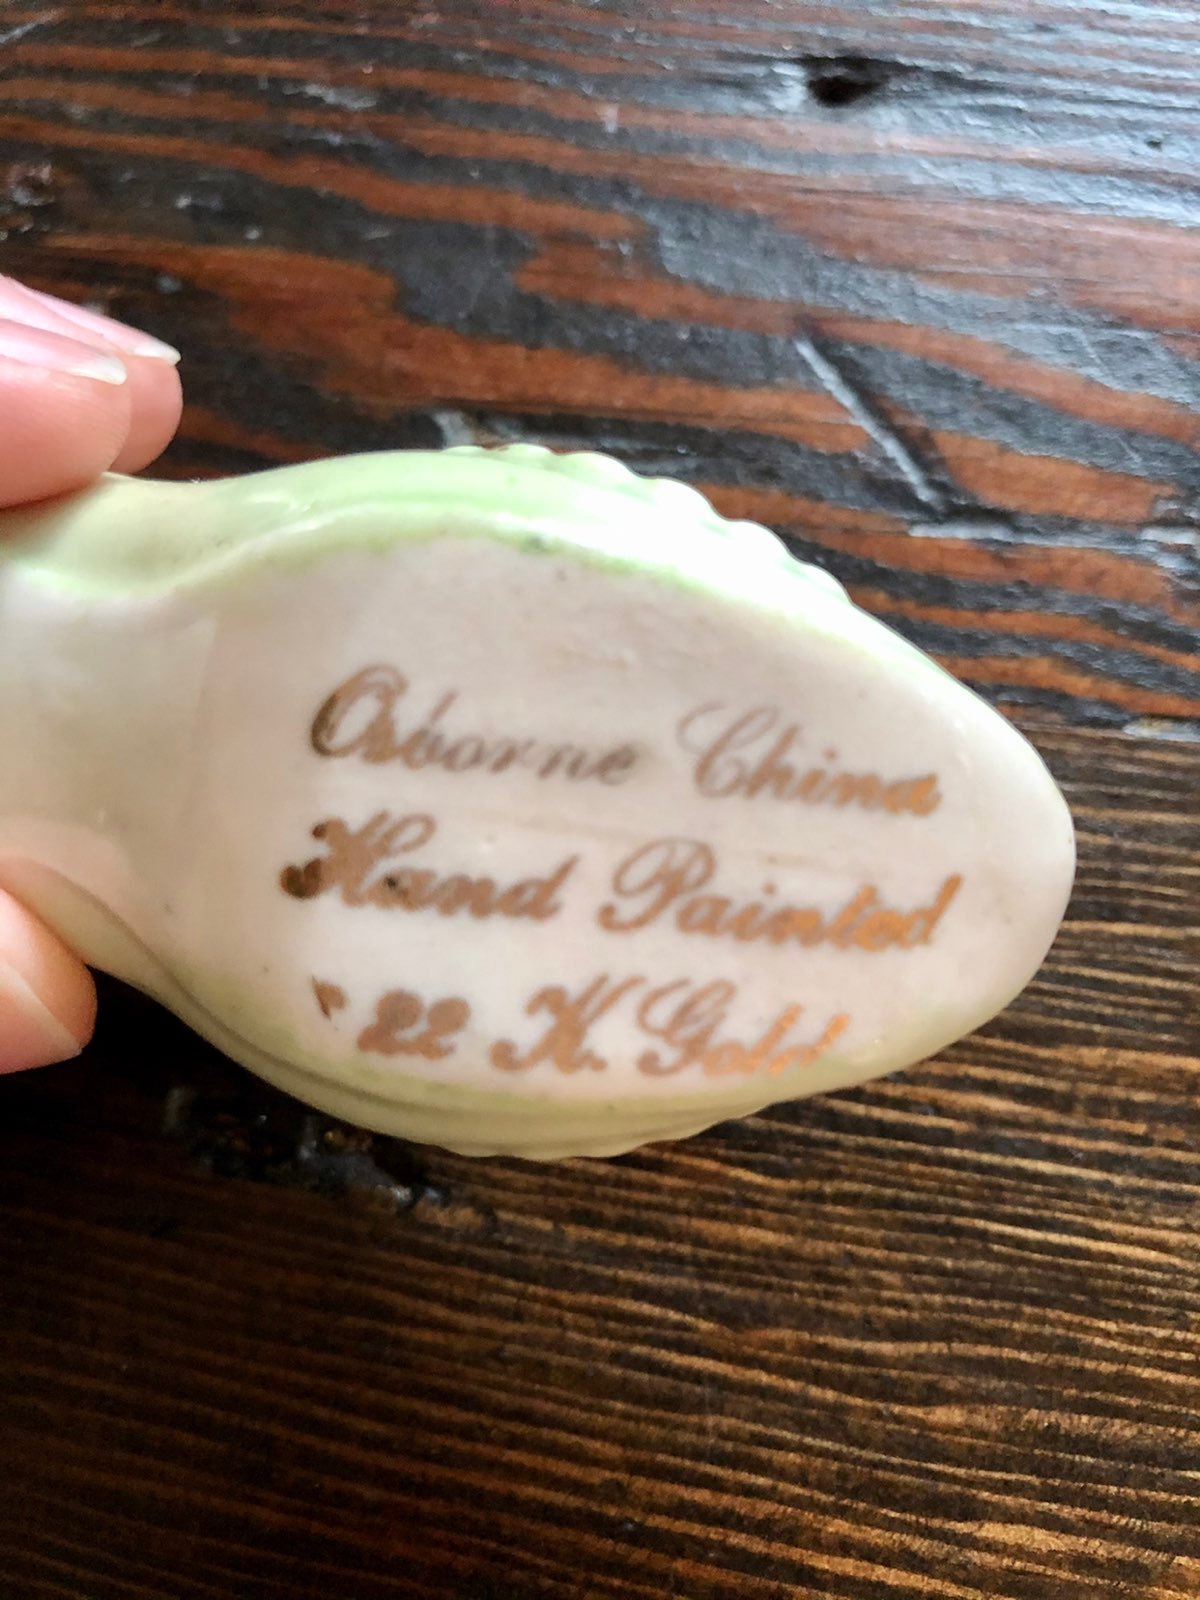 Osborne China
Hand Painted
22 K. Gold